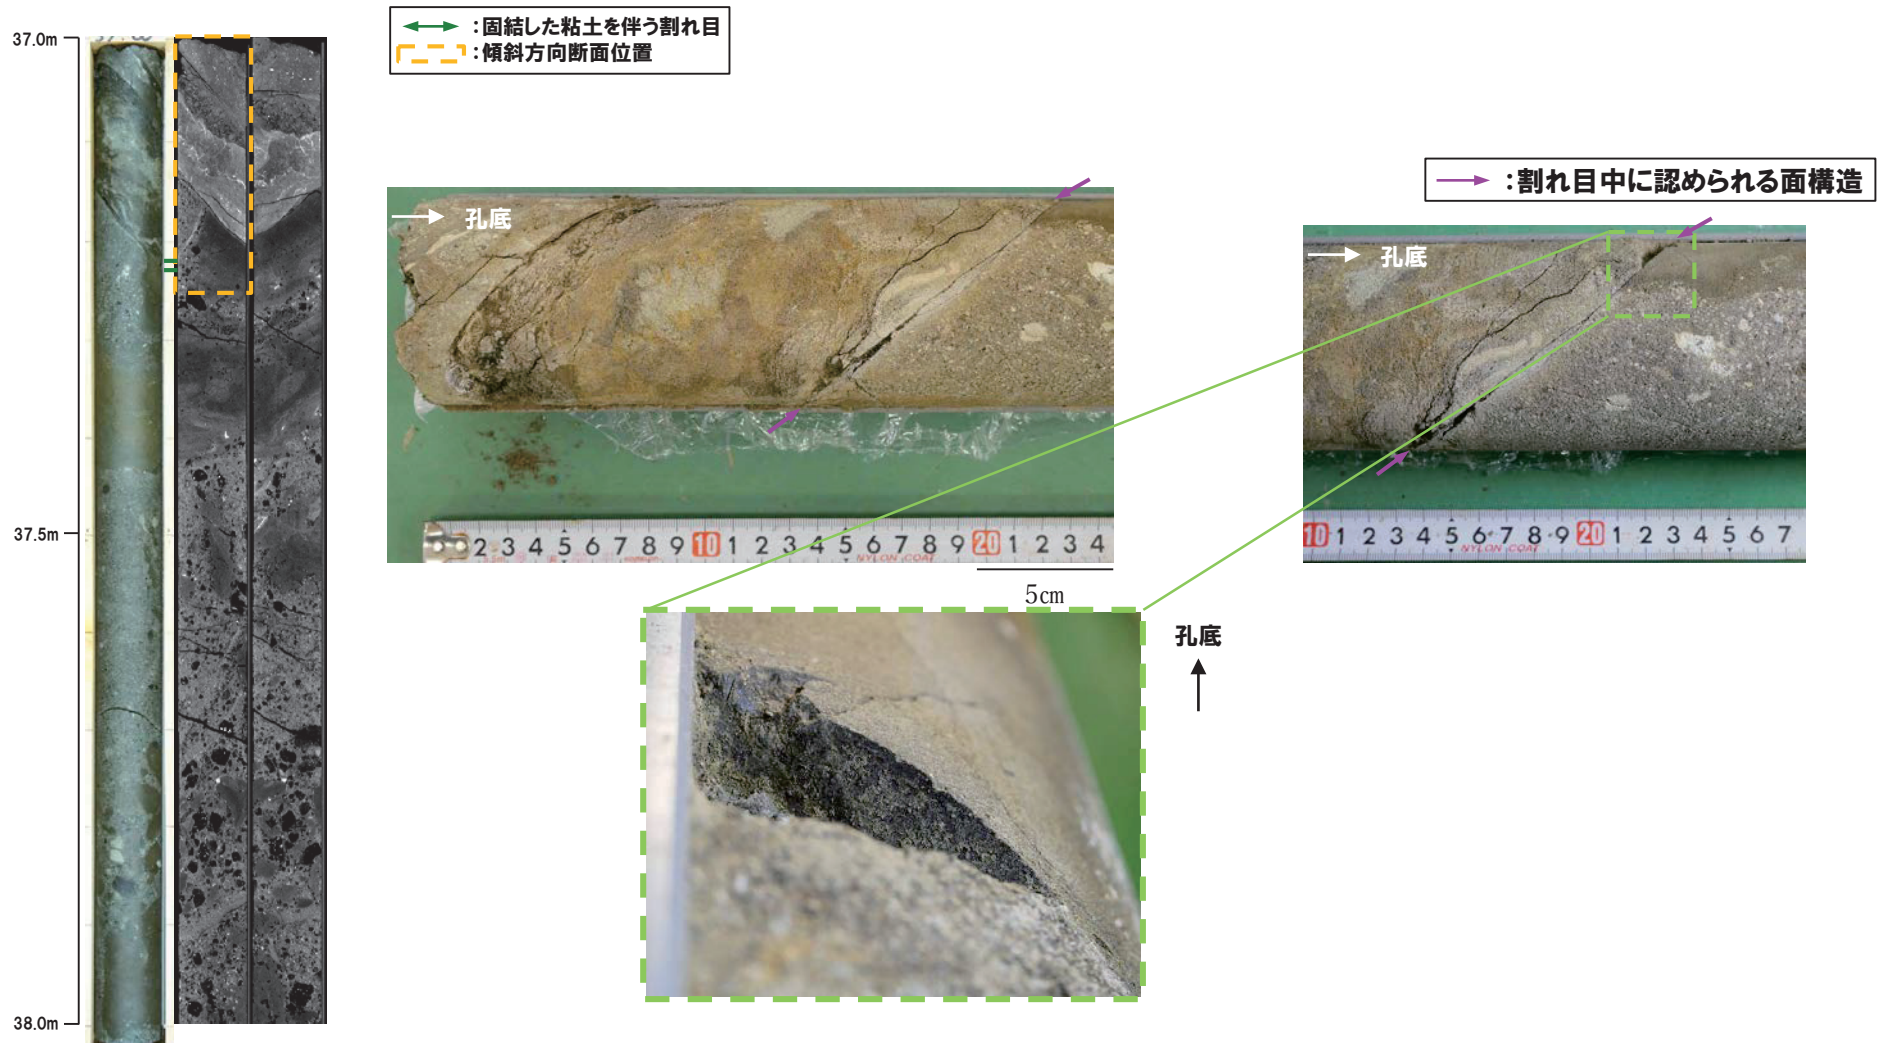 37.0m
37.5m
38.0m
:固結した粘土を伴う割れ目
:傾斜方向断面位置
孔底
2 3 4 5 6 7 8 9 10 1 2 3 4 5 6 7 8 9 20 1 2 3 4
NYLON COAT
5cm
:割れ目中に認められる面構造
孔底
10 1 2 3 4 5 6 7 8 9 20 1 2 3 4 5 6 7
NYLON COAT
孔底